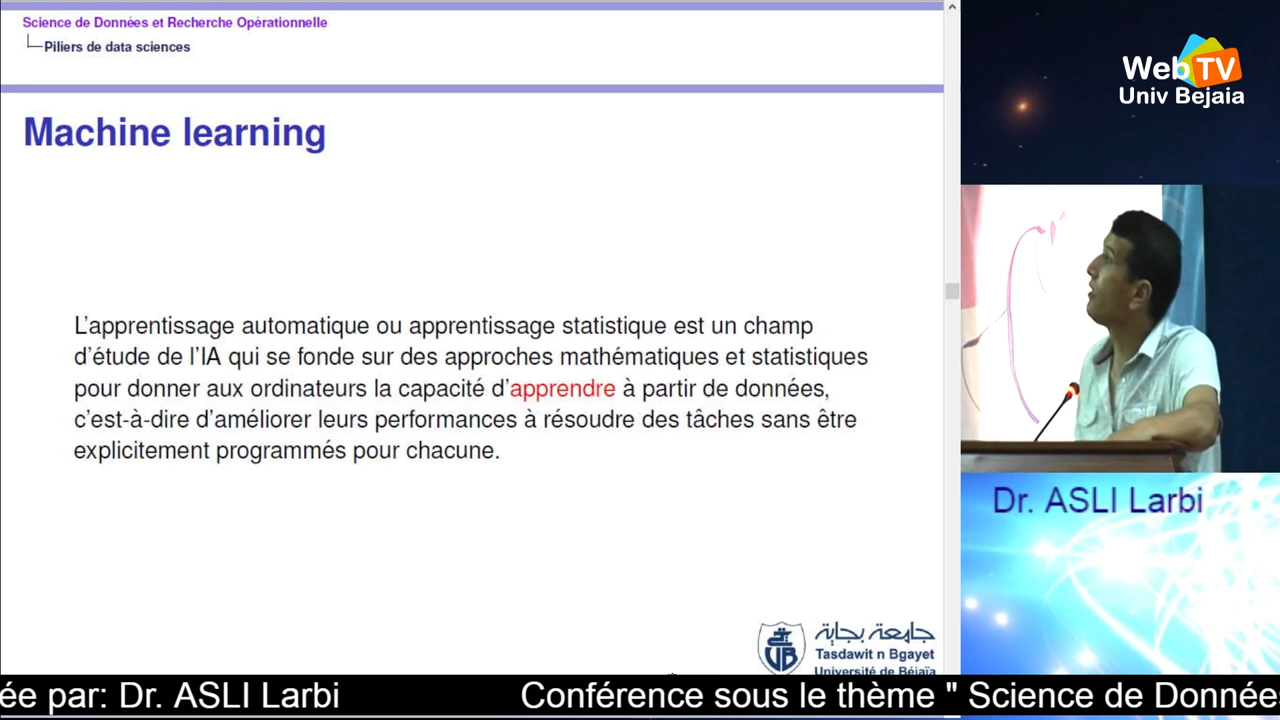 Science de Données et Recherche Opérationnelle
Piliers de data sciences
Machine learning
L'apprentissage automatique ou apprentissage statistique est un champ
d'étude de l'IA qui se fonde sur des approches mathématiques et statistiques
pour donner aux ordinateurs la capacité d'apprendre à partir de données,
c'est-à-dire d'améliorer leurs performances à résoudre des tâches sans être
explicitement programmés pour chacune.
جامعة بجاية
Tasdawit n Bgayet
Université de Béjaïa
UB
Web TV
Univ Bejaia
Dr. ASLI Larbi
ée par: Dr. ASLI Larbi Conférence sous le thème " Science de Donnée